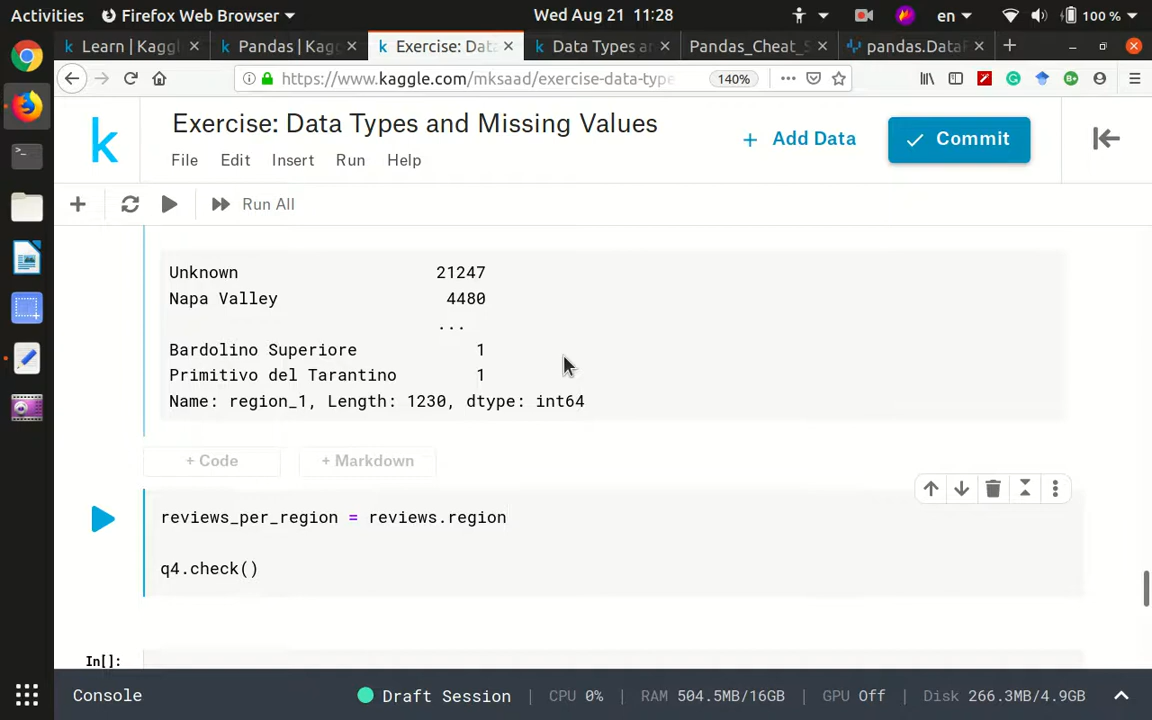 Activities Firefox Web Browser Wed Aug 21 11:28 en 100 %
Learn | Kaggl Pandas | Kagg Exercise: Data Data Types an Pandas_Cheat_S pandas.DataF
https://www.kaggle.com/mksaad/exercise-data-type 140%
k Exercise: Data Types and Missing Values + Add Data Commit
File Edit Insert Run Help
Run All
Unknown 21247
Napa Valley 4480
...
Bardolino Superiore 1
Primitivo del Tarantino 1
Name: region_1, Length: 1230, dtype: int64
+ Code + Markdown
reviews_per_region = reviews.region
q4.check()
In[]:
Console Draft Session | CPU 0% | RAM 504.5MB/16GB | GPU Off | Disk 266.3MB/4.9GB